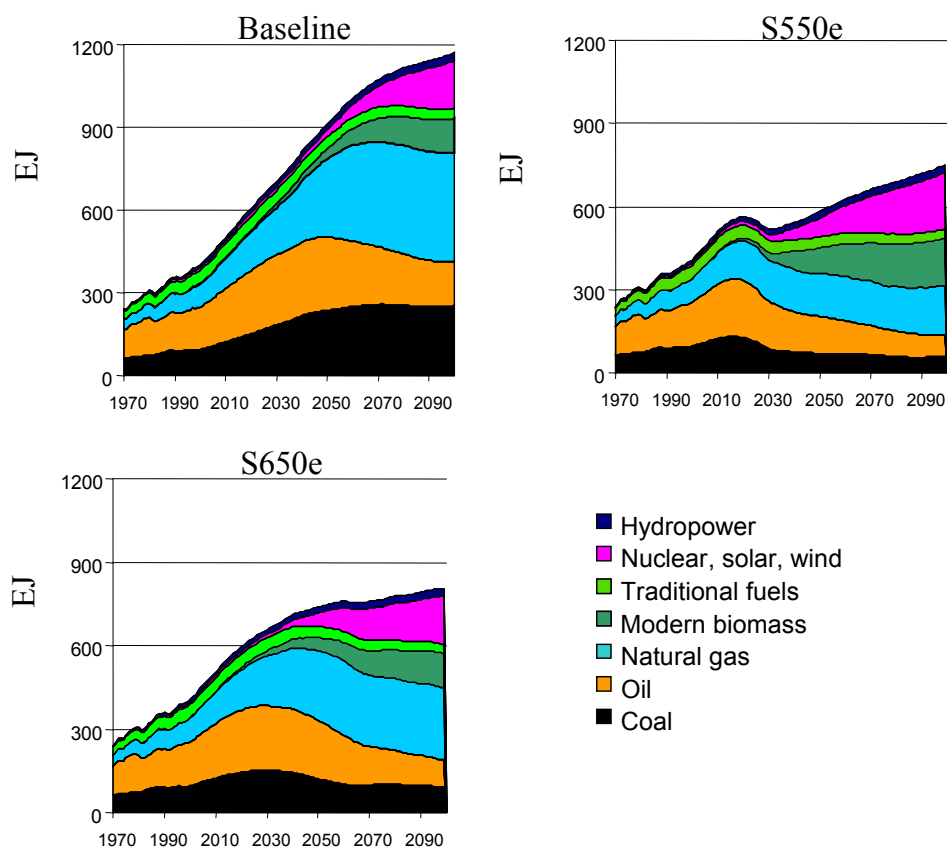 Baseline
1200
900
600
300
0
EJ
1970 1990 2010 2030 2050 2070 2090
S550e
1200
900
600
300
0
EJ
1970 1990 2010 2030 2050 2070 2090
S650e
1200
900
600
300
0
EJ
1970 1990 2010 2030 2050 2070 2090
Hydropower
Nuclear, solar, wind
Traditional fuels
Modern biomass
Natural gas
Oil
Coal